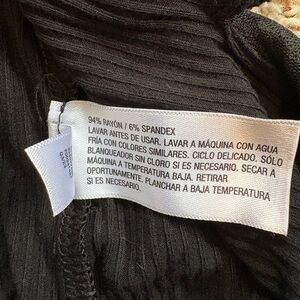 94% RAYÓN / 6% SPANDEX
LAVAR ANTES DE USAR. LAVAR A MÁQUINA CON AGUA
FRÍA CON COLORES SIMILARES. CICLO DELICADO. SÓLO
BLANQUEADOR SIN CLORO SI ES NECESARIO. SECAR A
MÁQUINA A TEMPERATURA BAJA. RETIRAR
OPORTUNAMENTE. PLANCHAR A BAJA TEMPERATURA
SI ES NECESARIO.